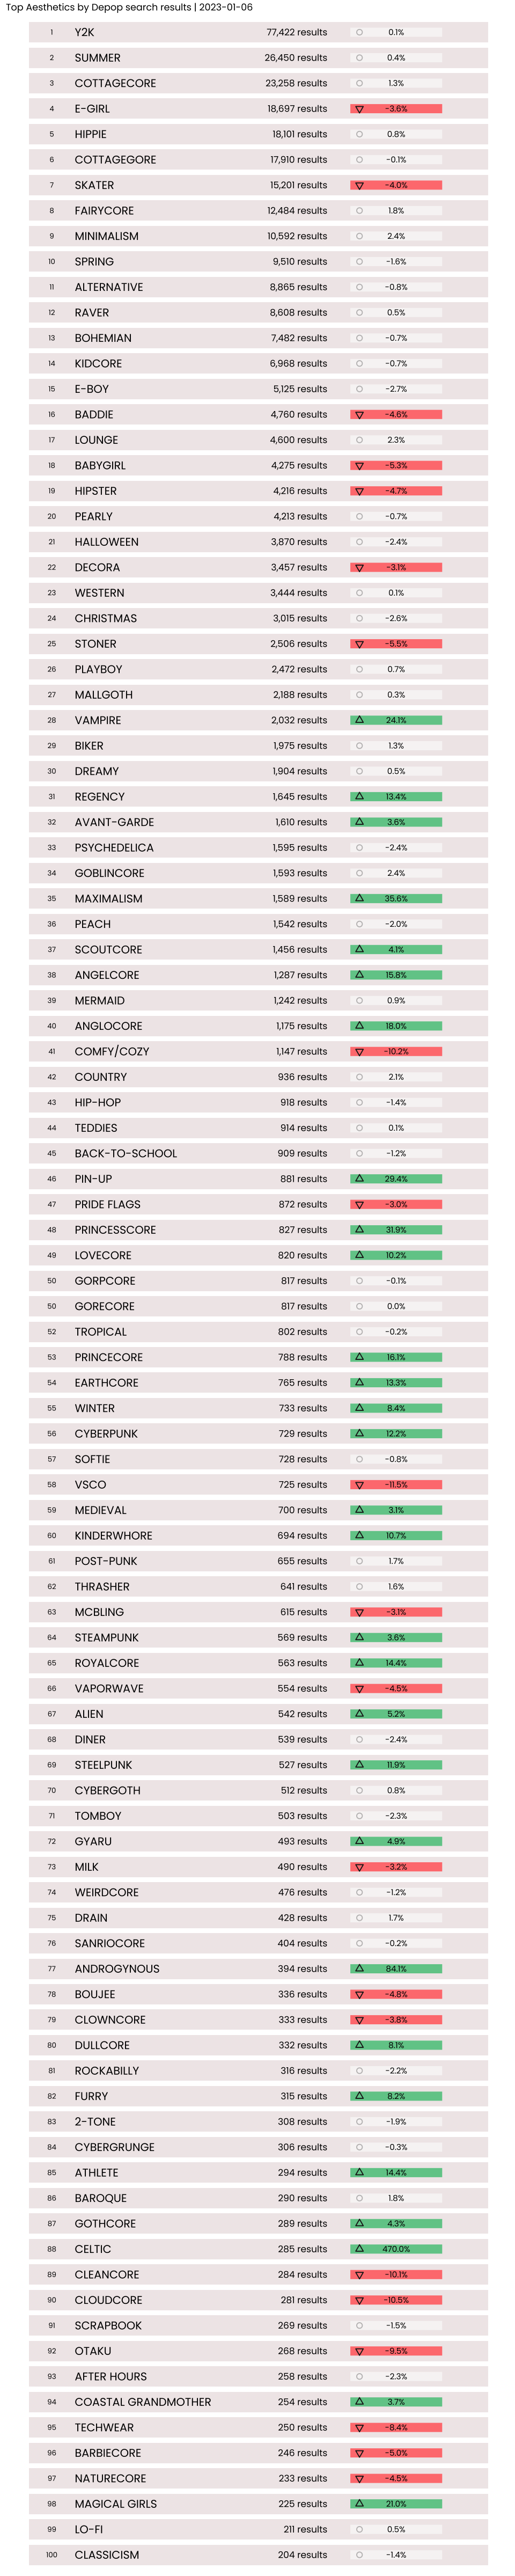 Top Aesthetics by Depop search results | 2023-01-06
1 Y2K 77,422 results 0.1%
2 SUMMER 26,450 results 0.4%
3 COTTAGECORE 23,258 results 1.3%
4 E-GIRL 18,697 results -3.6%
5 HIPPIE 18,101 results 0.8%
6 COTTAGEGORE 17,910 results -0.1%
7 SKATER 15,201 results -4.0%
8 FAIRYCORE 12,484 results 1.8%
9 MINIMALISM 10,592 results 2.4%
10 SPRING 9,510 results -1.6%
11 ALTERNATIVE 8,865 results -0.8%
12 RAVER 8,608 results 0.5%
13 BOHEMIAN 7,482 results -0.7%
14 KIDCORE 6,968 results -0.7%
15 E-BOY 5,125 results -2.7%
16 BADDIE 4,760 results -4.6%
17 LOUNGE 4,600 results 2.3%
18 BABYGIRL 4,275 results -5.3%
19 HIPSTER 4,216 results -4.7%
20 PEARLY 4,213 results -0.7%
21 HALLOWEEN 3,870 results -2.4%
22 DECORA 3,457 results -3.1%
23 WESTERN 3,444 results 0.1%
24 CHRISTMAS 3,015 results -2.6%
25 STONER 2,506 results -5.5%
26 PLAYBOY 2,472 results 0.7%
27 MALLGOTH 2,188 results 0.3%
28 VAMPIRE 2,032 results 24.1%
29 BIKER 1,975 results 1.3%
30 DREAMY 1,904 results 0.5%
31 REGENCY 1,645 results 13.4%
32 AVANT-GARDE 1,610 results 3.6%
33 PSYCHEDELICA 1,595 results -2.4%
34 GOBLINCORE 1,593 results 2.4%
35 MAXIMALISM 1,589 results 35.6%
36 PEACH 1,542 results -2.0%
37 SCOUTCORE 1,456 results 4.1%
38 ANGELCORE 1,287 results 15.8%
39 MERMAID 1,242 results 0.9%
40 ANGLOCORE 1,175 results 18.0%
41 COMFY/COZY 1,147 results -10.2%
42 COUNTRY 936 results 2.1%
43 HIP-HOP 918 results -1.4%
44 TEDDIES 914 results 0.1%
45 BACK-TO-SCHOOL 909 results -1.2%
46 PIN-UP 881 results 29.4%
47 PRIDE FLAGS 872 results -3.0%
48 PRINCESSCORE 827 results 31.9%
49 LOVECORE 820 results 10.2%
50 GORPCORE 817 results -0.1%
50 GORECORE 817 results 0.0%
52 TROPICAL 802 results -0.2%
53 PRINCECORE 788 results 16.1%
54 EARTHCORE 765 results 13.3%
55 WINTER 733 results 8.4%
56 CYBERPUNK 729 results 12.2%
57 SOFTIE 728 results -0.8%
58 VSCO 725 results -11.5%
59 MEDIEVAL 700 results 3.1%
60 KINDERWHORE 694 results 10.7%
61 POST-PUNK 655 results 1.7%
62 THRASHER 641 results 1.6%
63 MCBLING 615 results -3.1%
64 STEAMPUNK 569 results 3.6%
65 ROYALCORE 563 results 14.4%
66 VAPORWAVE 554 results -4.5%
67 ALIEN 542 results 5.2%
68 DINER 539 results -2.4%
69 STEELPUNK 527 results 11.9%
70 CYBERGOTH 512 results 0.8%
71 TOMBOY 503 results -2.3%
72 GYARU 493 results 4.9%
73 MILK 490 results -3.2%
74 WEIRDCORE 476 results -1.2%
75 DRAIN 428 results 1.7%
76 SANRIOCORE 404 results -0.2%
77 ANDROGYNOUS 394 results 84.1%
78 BOUJEE 336 results -4.8%
79 CLOWNCORE 333 results -3.8%
80 DULLCORE 332 results 8.1%
81 ROCKABILLY 316 results -2.2%
82 FURRY 315 results 8.2%
83 2-TONE 308 results -1.9%
84 CYBERGRUNGE 306 results -0.3%
85 ATHLETE 294 results 14.4%
86 BAROQUE 290 results 1.8%
87 GOTHCORE 289 results 4.3%
88 CELTIC 285 results 470.0%
89 CLEANCORE 284 results -10.1%
90 CLOUDCORE 281 results -10.5%
91 SCRAPBOOK 269 results -1.5%
92 OTAKU 268 results -9.5%
93 AFTER HOURS 258 results -2.3%
94 COASTAL GRANDMOTHER 254 results 3.7%
95 TECHWEAR 250 results -8.4%
96 BARBIECORE 246 results -5.0%
97 NATURECORE 233 results -4.5%
98 MAGICAL GIRLS 225 results 21.0%
99 LO-FI 211 results 0.5%
100 CLASSICISM 204 results -1.4%